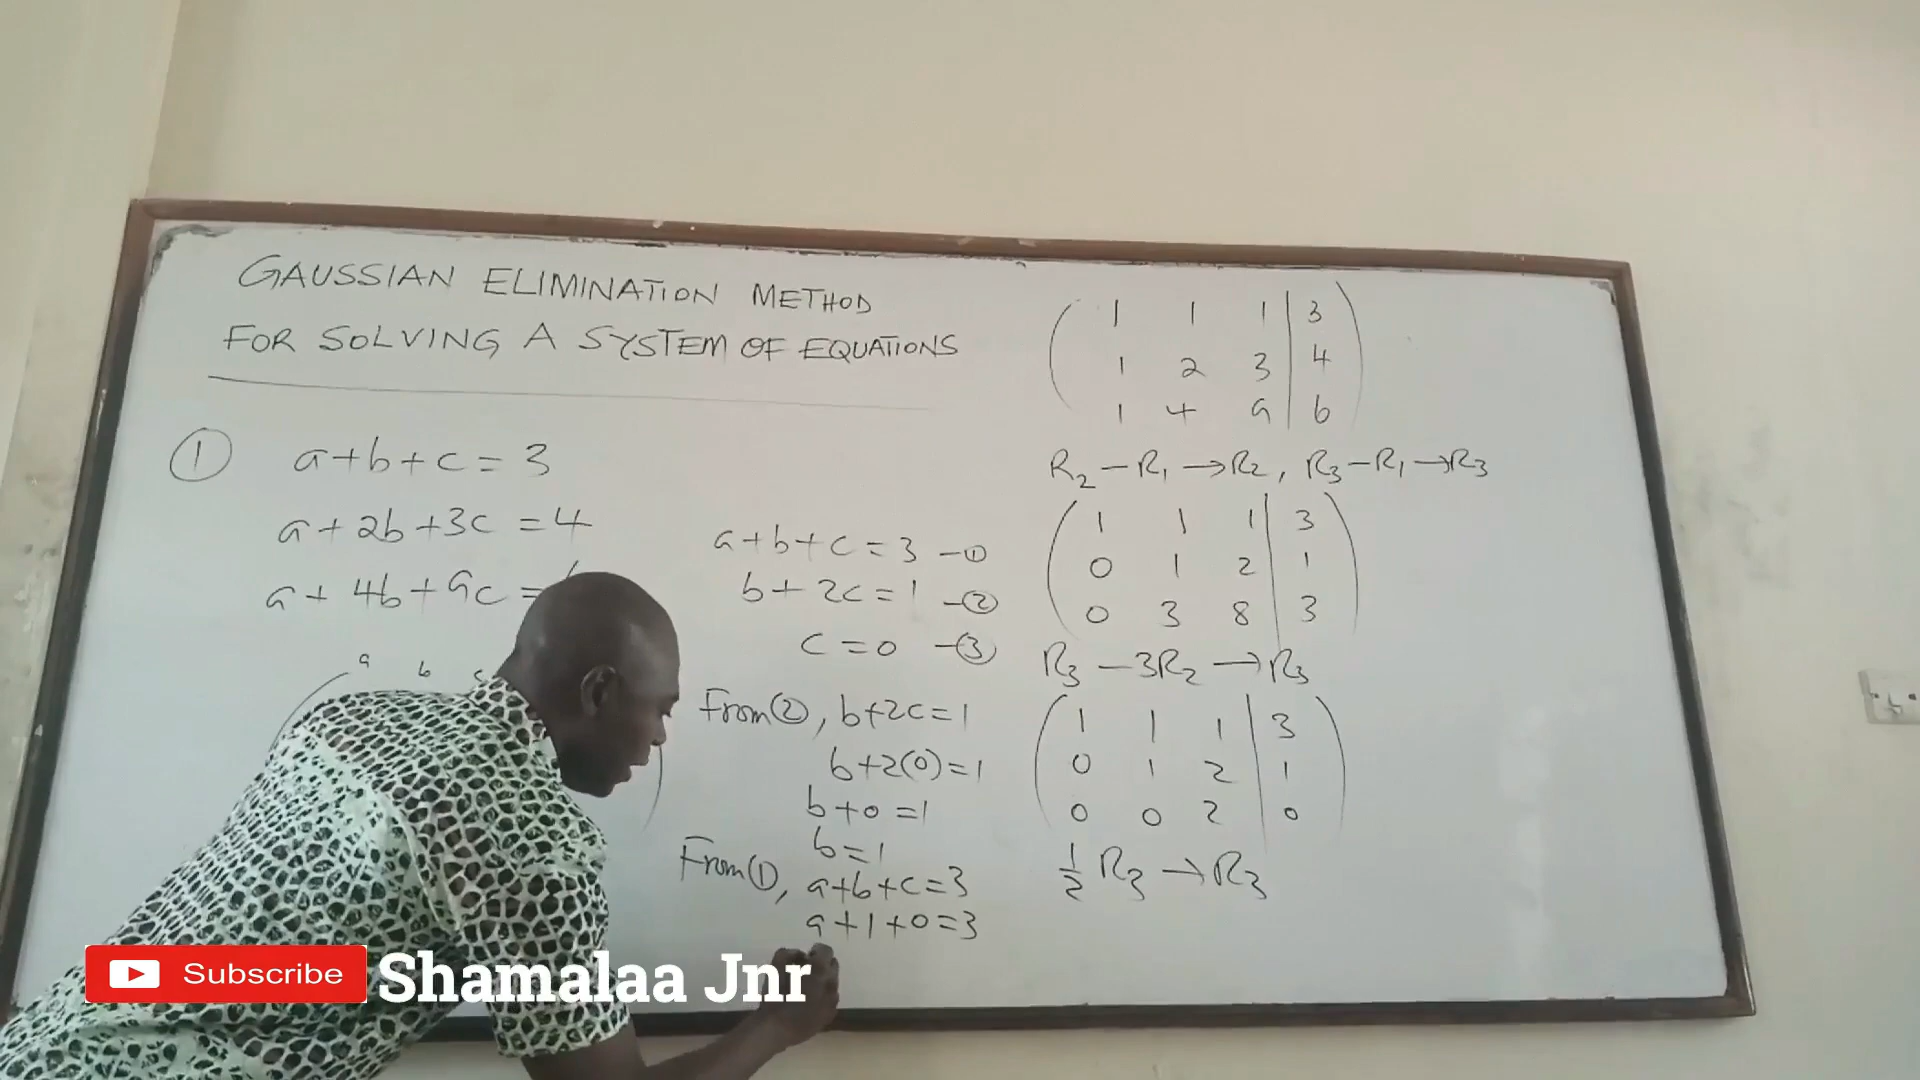 GAUSSIAN ELIMINATION METHOD
FOR SOLVING A SYSTEM OF EQUATIONS
① a+b+c=3
a+2b+3c=4
a+4b+9c=
a b c
a+b+c=3 -①
b+2c=1 -②
c=0 -③
From ②, b+2c=1
b+2(0)=1
b+0=1
b=1
From ①, a+b+c=3
a+1+0=3
1 1 1 | 3
1 2 3 | 4
1 4 9 | 6
R₂-R₁→R₂, R₃-R₁→R₃
1 1 1 | 3
0 1 2 | 1
0 3 8 | 3
R₃-3R₂→R₃
1 1 1 | 3
0 1 2 | 1
0 0 2 | 0
½R₃→R₃
Subscribe Shamalaa Jnr